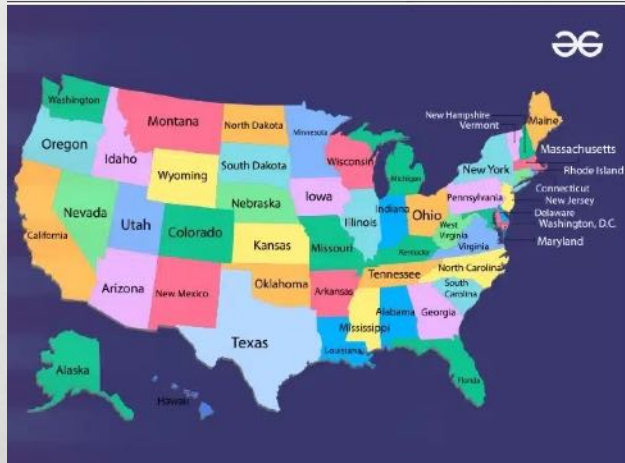 Washington
Montana
North Dakota
Minnesota
Oregon
Idaho
Wyoming
South Dakota
Wisconsin
Michigan
New Hampshire
Vermont
Maine
Massachusetts
Rhode Island
New York
Connecticut
New Jersey
Delaware
Washington, D.C.
Maryland
Pennsylvania
Nevada
Utah
Colorado
Nebraska
Iowa
Illinois
Indiana
Ohio
West
Virginia
Virginia
California
Kansas
Missouri
Kentucky
Arizona
New Mexico
Oklahoma
Arkansas
Tennessee
North Carolina
South
Carolina
Texas
Mississippi
Alabama
Georgia
Louisiana
Florida
Alaska
Hawaii